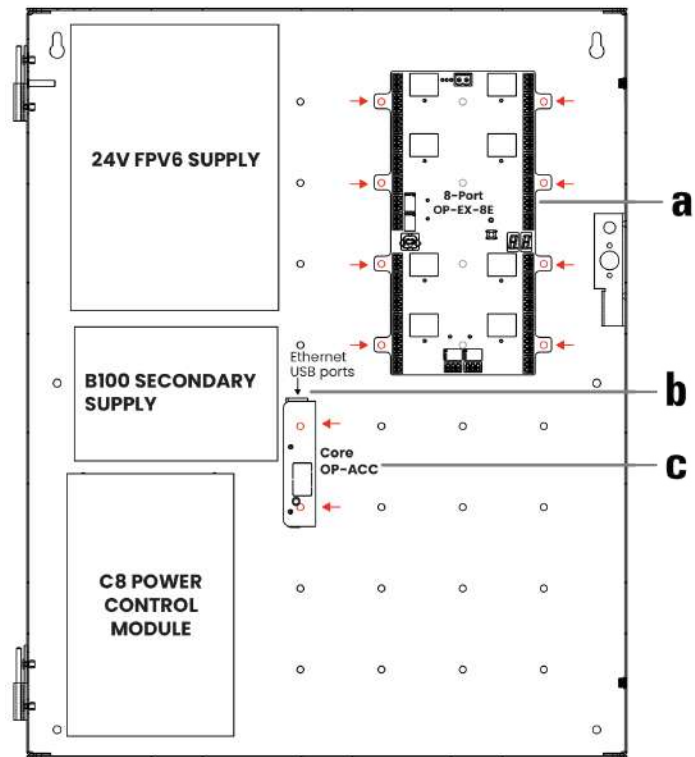 24V FPV6 SUPPLY
8-Port
OP-EX-8E
a
B100 SECONDARY
SUPPLY
Ethernet
USB ports
b
Core
OP-ACC
c
C8 POWER
CONTROL
MODULE